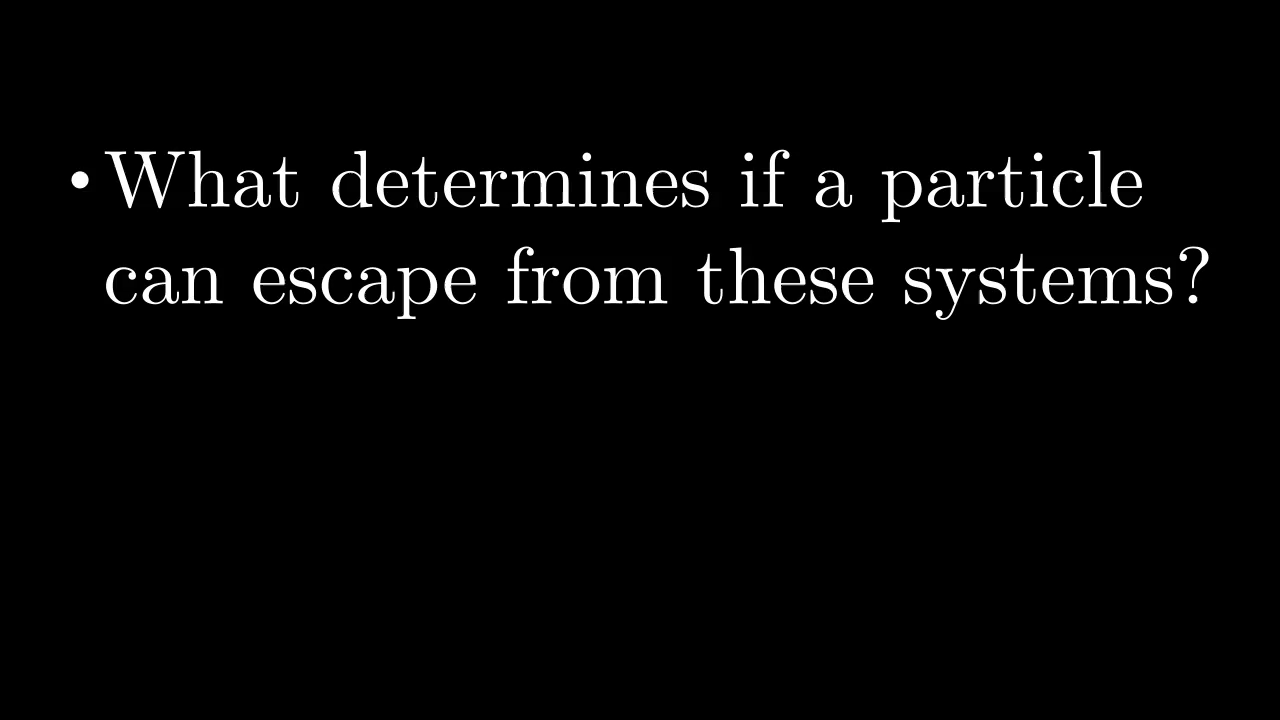 • What determines if a particle
can escape from these systems?